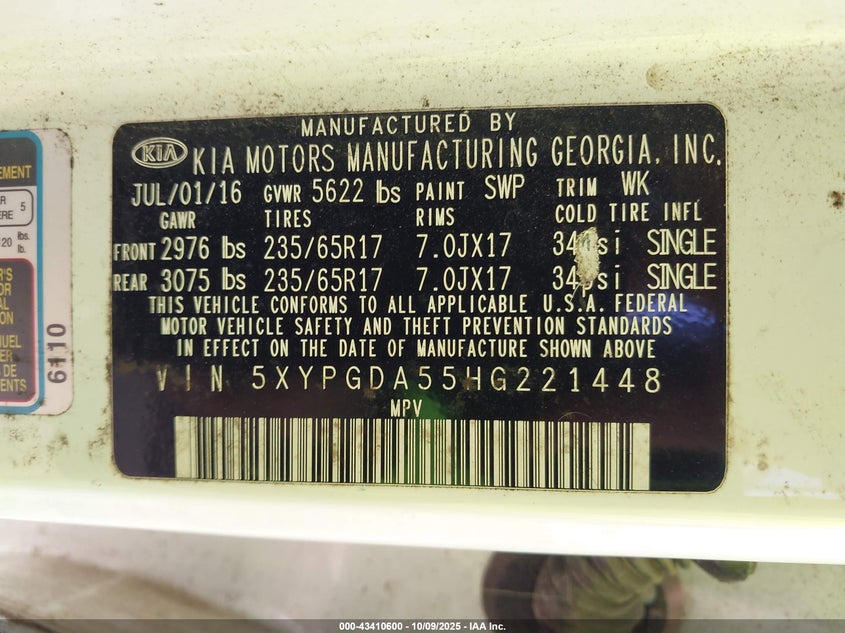 MANUFACTURED BY
KIA KIA MOTORS MANUFACTURING GEORGIA, INC.
JUL/01/16 GVWR 5622 lbs PAINT SWP TRIM WK
GAWR TIRES RIMS COLD TIRE INFL
FRONT 2976 lbs 235/65R17 7.0JX17 SINGLE
REAR 3075 lbs 235/65R17 7.0JX17 SINGLE
THIS VEHICLE CONFORMS TO ALL APPLICABLE U.S.A. FEDERAL
MOTOR VEHICLE SAFETY AND THEFT PREVENTION STANDARDS
IN EFFECT ON THE DATE OF MANUFACTURE SHOWN ABOVE
VIN 5XYPGDA55HG221448
MPV
6110
000-43410600 - 10/09/2025 - IAA Inc.